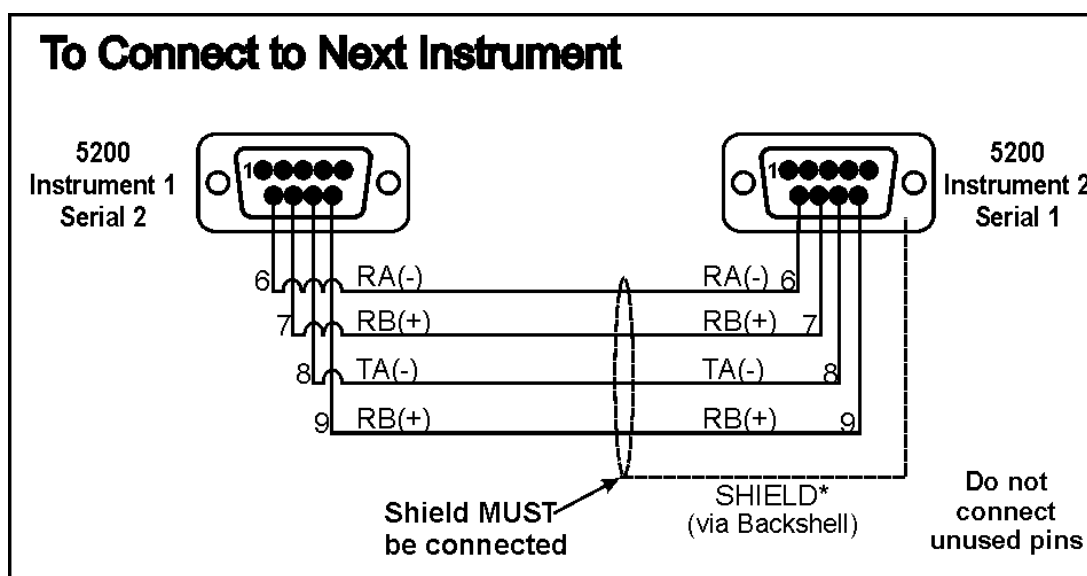 To Connect to Next Instrument
5200
Instrument 1
Serial 2
1
1
5200
Instrument 2
Serial 1
6 RA(-) RA(-) 6
7 RB(+) RB(+) 7
8 TA(-) TA(-) 8
9 RB(+) RB(+) 9
Shield MUST
be connected
SHIELD*
(via Backshell)
Do not
connect
unused pins